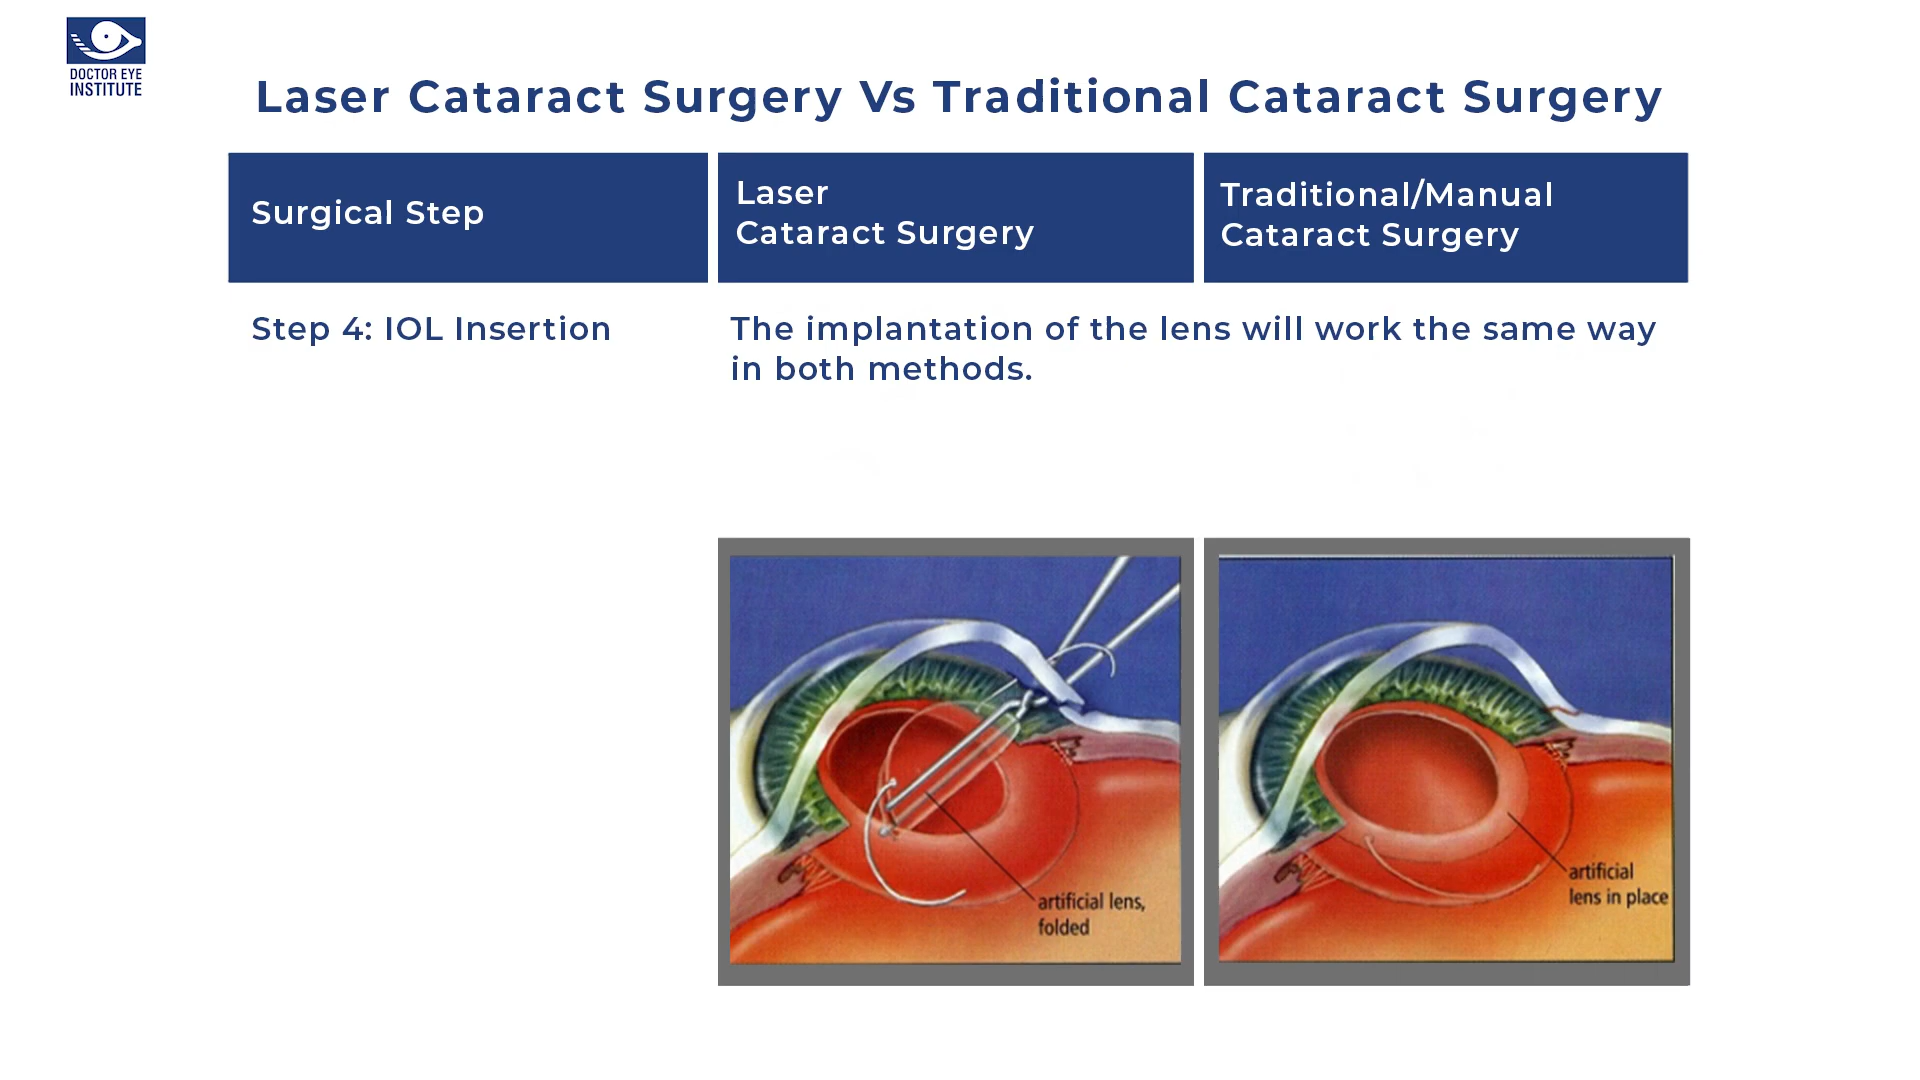 DOCTOR EYE
INSTITUTE
Laser Cataract Surgery Vs Traditional Cataract Surgery
Surgical Step
Laser
Cataract Surgery
Traditional/Manual
Cataract Surgery
Step 4: IOL Insertion
The implantation of the lens will work the same way
in both methods.
artificial lens,
folded
artificial
lens in place